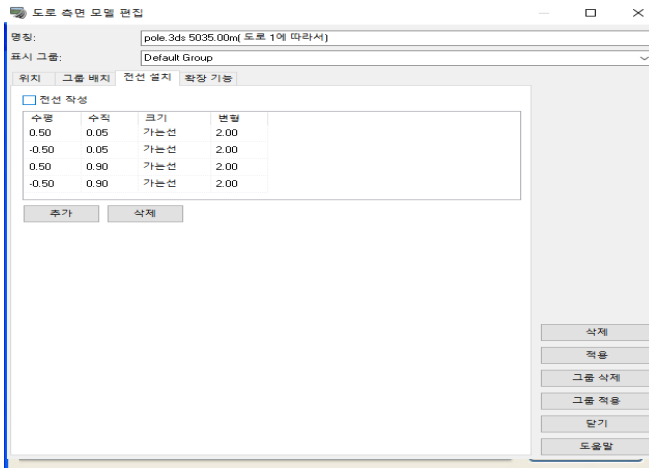 도로 측면 모델 편집
명칭: pole.3ds 5035.00m( 도로 1에 따라서)
표시 그룹: Default Group
위치 그룹 배치 전선 설치 확장 기능
전선 작성
수평 수직 크기 변형
0.50 0.05 가는선 2.00
-0.50 0.05 가는선 2.00
0.50 0.90 가는선 2.00
-0.50 0.90 가는선 2.00
추가 삭제
삭제
적용
그룹 삭제
그룹 적용
닫기
도움말